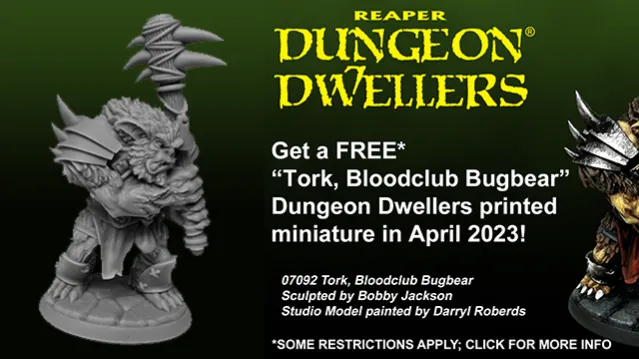 REAPER
DUNGEON®
DWELLERS
Get a FREE*
“Tork, Bloodclub Bugbear”
Dungeon Dwellers printed
miniature in April 2023!
07092 Tork, Bloodclub Bugbear
Sculpted by Bobby Jackson
Studio Model painted by Darryl Roberds
*SOME RESTRICTIONS APPLY; CLICK FOR MORE INFO